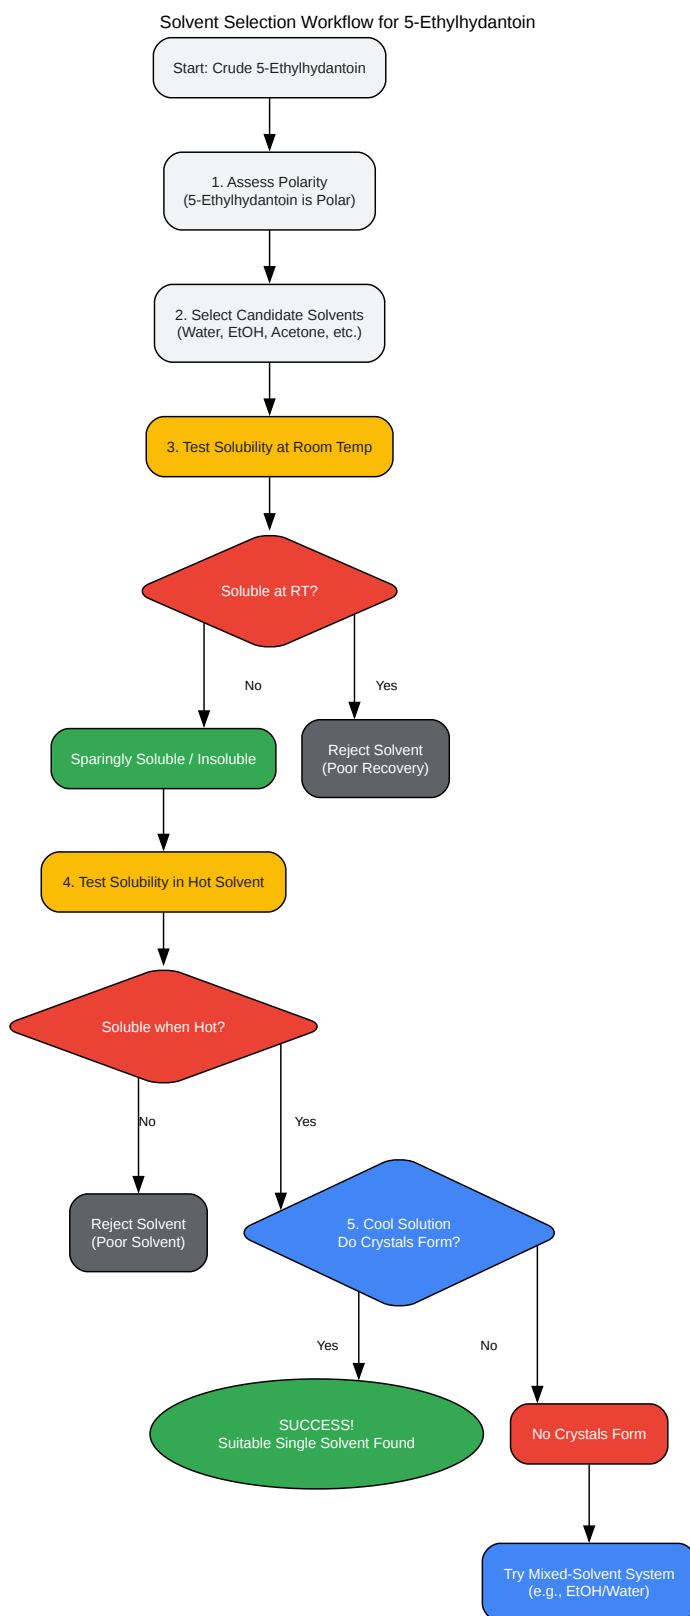 Solvent Selection Workflow for 5-Ethylhydantoin
Start: Crude 5-Ethylhydantoin
1. Assess Polarity
(5-Ethylhydantoin is Polar)
2. Select Candidate Solvents
(Water, EtOH, Acetone, etc.)
3. Test Solubility at Room Temp
Soluble at RT?
No
Yes
Sparingly Soluble / Insoluble
Reject Solvent
(Poor Recovery)
4. Test Solubility in Hot Solvent
Soluble when Hot?
No
Yes
Reject Solvent
(Poor Solvent)
5. Cool Solution
Do Crystals Form?
Yes
No
SUCCESS!
Suitable Single Solvent Found
No Crystals Form
Try Mixed-Solvent System
(e.g., EtOH/Water)